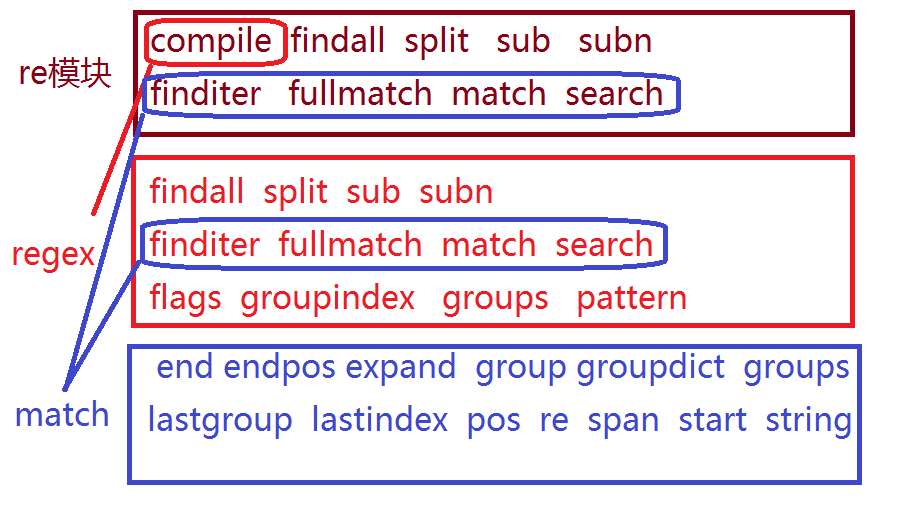 compile findall split sub subn
re模块
finditer fullmatch match search
findall split sub subn
regex
finditer fullmatch match search
flags groupindex groups pattern
end endpos expand group groupdict groups
match
lastgroup lastindex pos re span start string